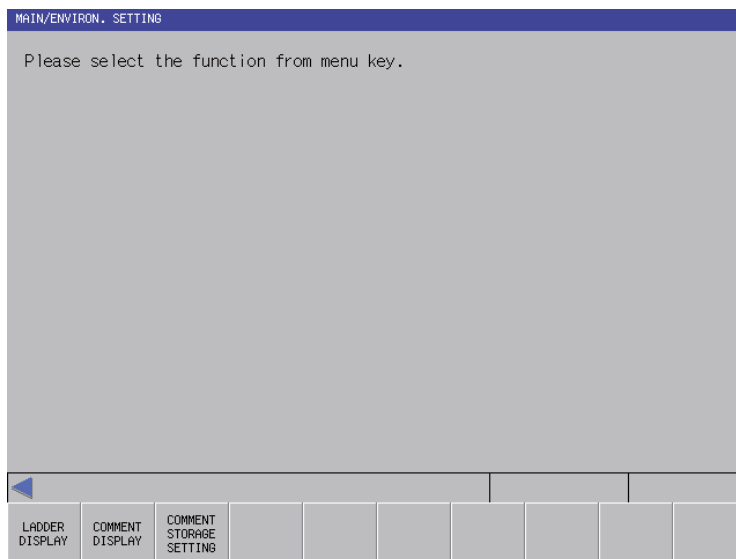 MAIN/ENVIRON. SETTING
Please select the function from menu key.
LADDER
DISPLAY
COMMENT
DISPLAY
COMMENT
STORAGE
SETTING